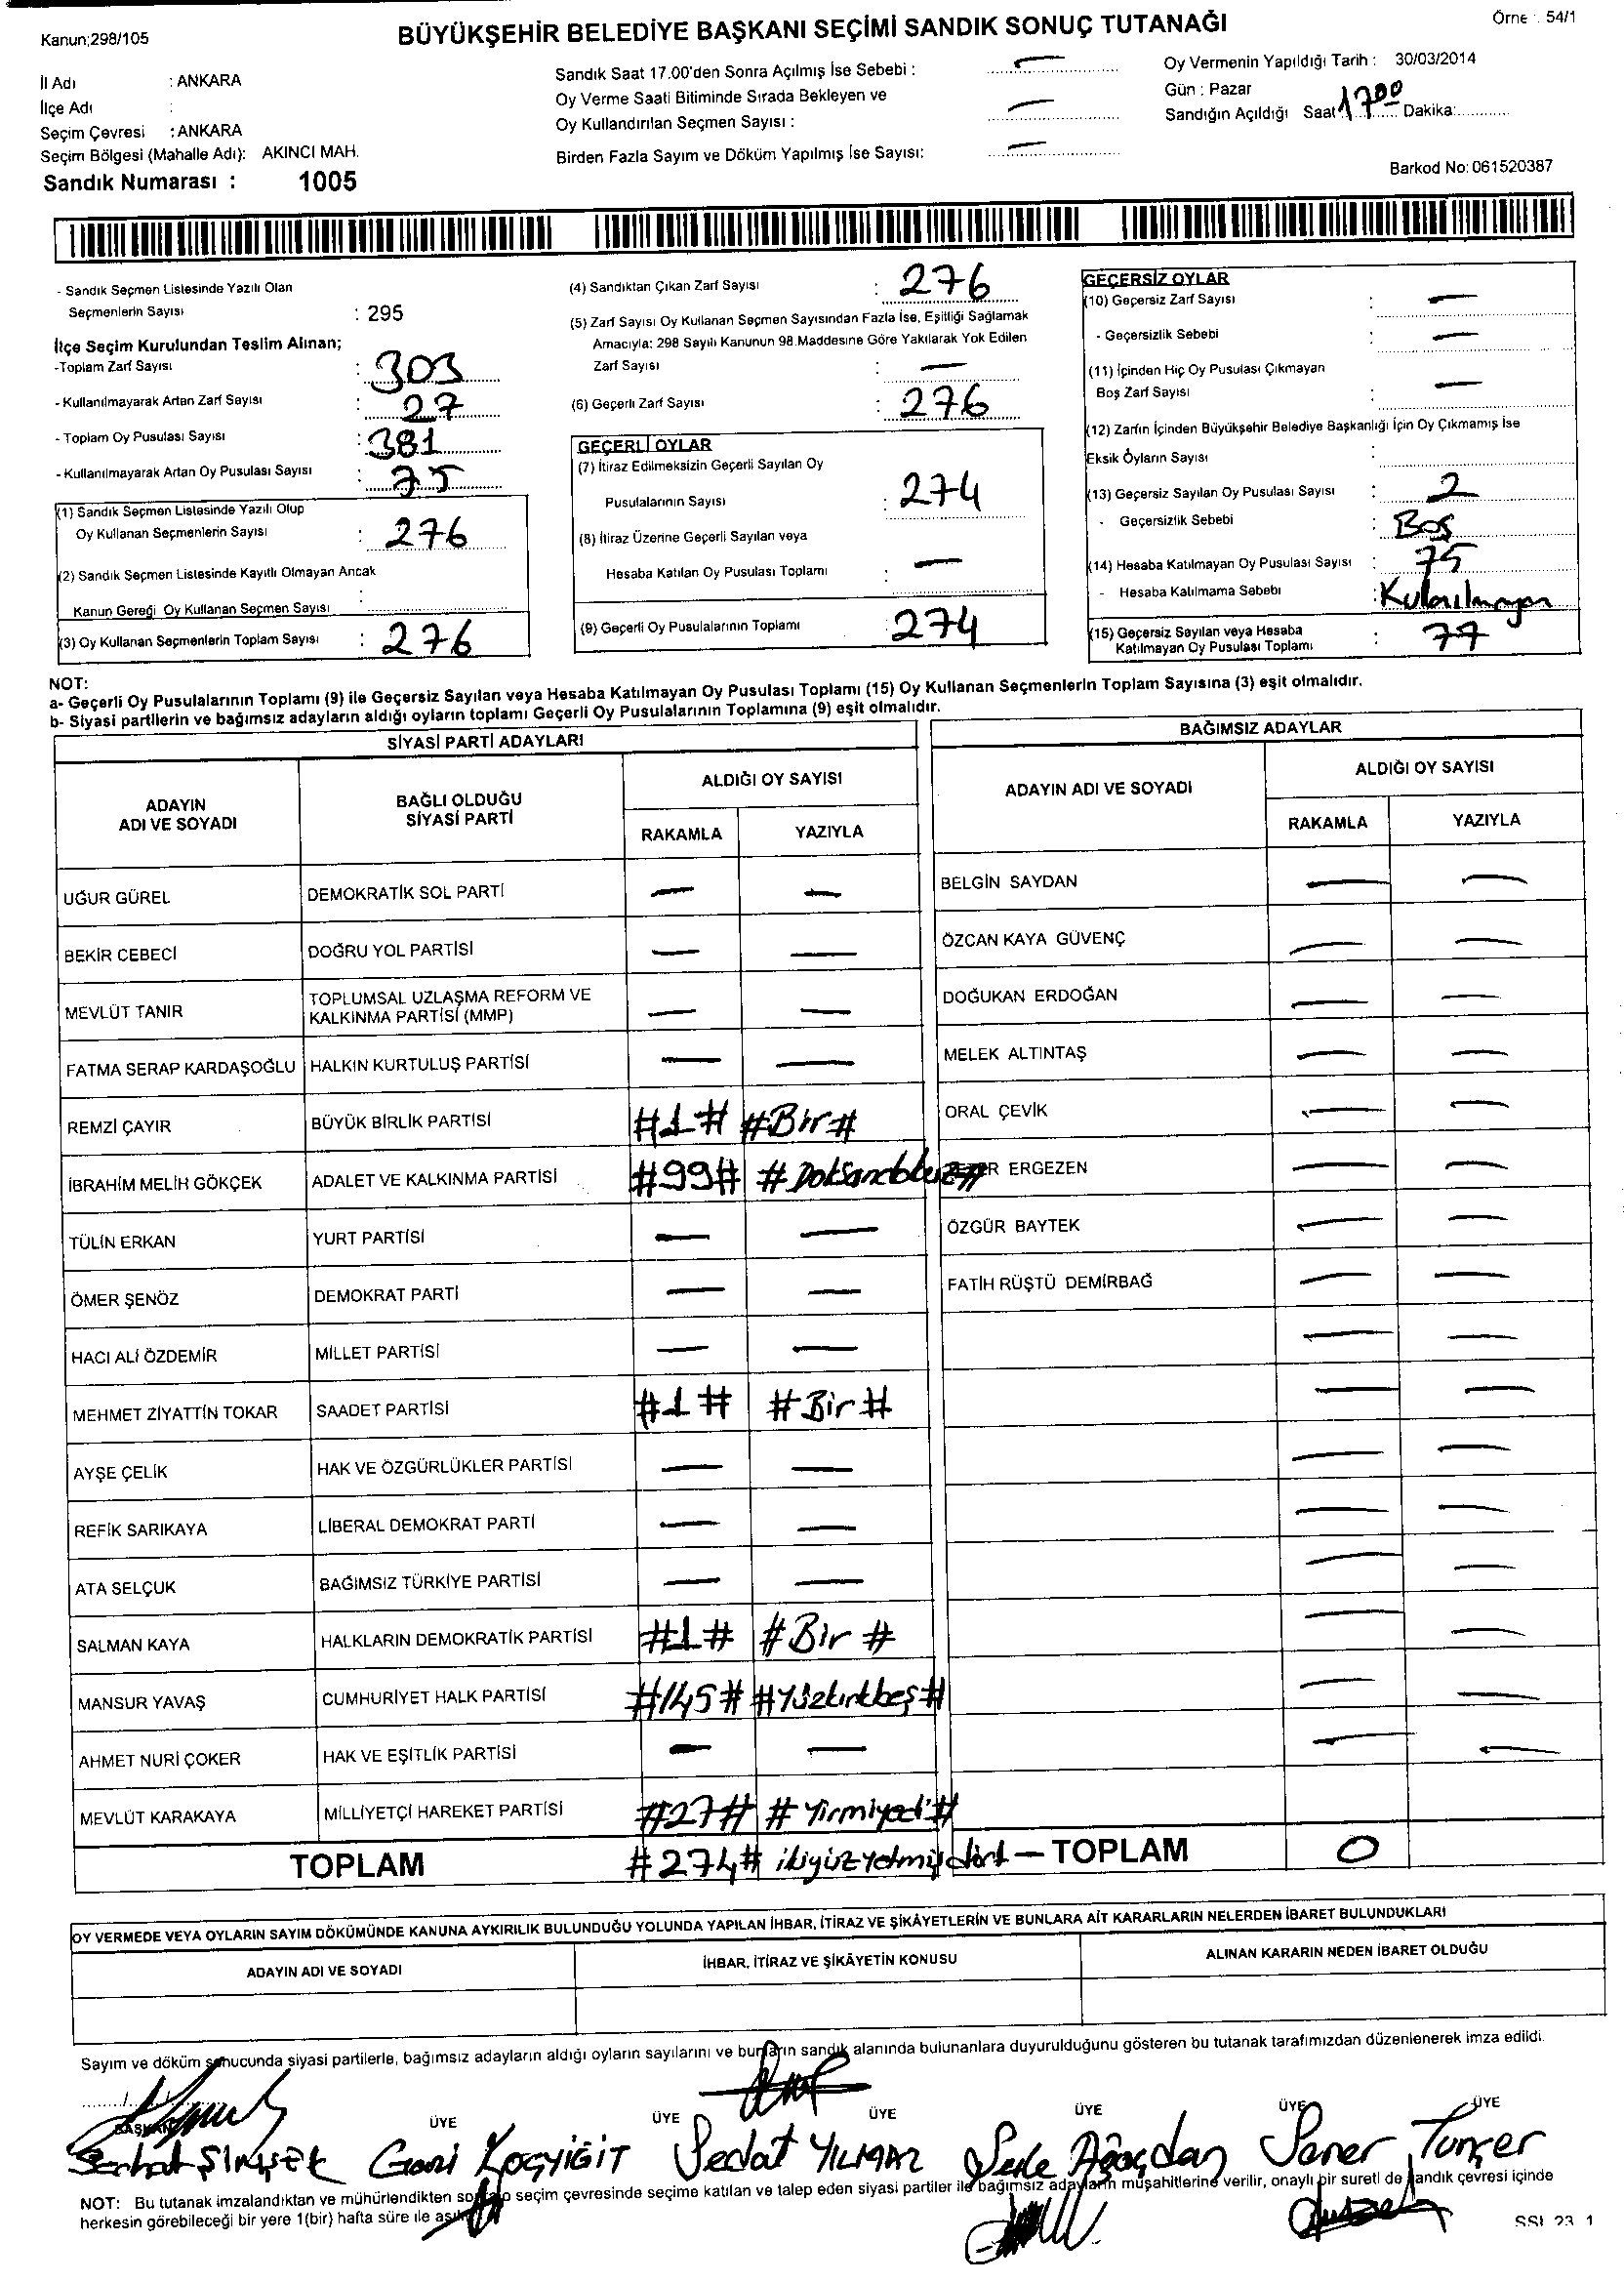 Kanun;298/105
BÜYÜKŞEHİR BELEDİYE BAŞKANI SEÇİMİ SANDIK SONUÇ TUTANAĞI
Örne : 54/1
İl Adı : ANKARA
İlçe Adı :
Seçim Çevresi : ANKARA
Seçim Bölgesi (Mahalle Adı): AKINCI MAH.
Sandık Numarası : 1005
Sandık Saat 17.00'den Sonra Açılmış İse Sebebi : —
Oy Verme Saati Bitiminde Sırada Bekleyen ve
Oy Kullandırılan Seçmen Sayısı : —
Birden Fazla Sayım ve Döküm Yapılmış İse Sayısı: —
Oy Vermenin Yapıldığı Tarih : 30/03/2014
Gün : Pazar
Sandığın Açıldığı Saat 1700 Dakika:
Barkod No: 061520387
- Sandık Seçmen Listesinde Yazılı Olan
Seçmenlerin Sayısı : 295
İlçe Seçim Kurulundan Teslim Alınan;
-Toplam Zarf Sayısı : 303
- Kullanılmayarak Artan Zarf Sayısı : 27
- Toplam Oy Pusulası Sayısı : 381
- Kullanılmayarak Artan Oy Pusulası Sayısı : 75
(1) Sandık Seçmen Listesinde Yazılı Olup
Oy Kullanan Seçmenlerin Sayısı : 276
(2) Sandık Seçmen Listesinde Kayıtlı Olmayan Ancak
Kanun Gereği Oy Kullanan Seçmen Sayısı :
(3) Oy Kullanan Seçmenlerin Toplam Sayısı : 276
(4) Sandıktan Çıkan Zarf Sayısı : 276
(5) Zarf Sayısı Oy Kullanan Seçmen Sayısından Fazla İse, Eşitliği Sağlamak
Amacıyla: 298 Sayılı Kanunun 98.Maddesine Göre Yakılarak Yok Edilen
Zarf Sayısı : —
(6) Geçerli Zarf Sayısı : 276
GEÇERLİ OYLAR
(7) İtiraz Edilmeksizin Geçerli Sayılan Oy
Pusulalarının Sayısı : 274
(8) İtiraz Üzerine Geçerli Sayılan veya
Hesaba Katılan Oy Pusulası Toplamı : —
(9) Geçerli Oy Pusulalarının Toplamı : 274
GEÇERSİZ OYLAR
(10) Geçersiz Zarf Sayısı : —
- Geçersizlik Sebebi : —
(11) İçinden Hiç Oy Pusulası Çıkmayan
Boş Zarf Sayısı : —
(12) Zarfın İçinden Büyükşehir Belediye Başkanlığı İçin Oy Çıkmamış İse
Eksik Oyların Sayısı :
(13) Geçersiz Sayılan Oy Pusulası Sayısı : 2
- Geçersizlik Sebebi : Boş
(14) Hesaba Katılmayan Oy Pusulası Sayısı : 75
- Hesaba Katılmama Sebebi :
(15) Geçersiz Sayılan veya Hesaba
Katılmayan Oy Pusulası Toplamı : 77
NOT:
a- Geçerli Oy Pusulalarının Toplamı (9) ile Geçersiz Sayılan veya Hesaba Katılmayan Oy Pusulası Toplamı (15) Oy Kullanan Seçmenlerin Toplam Sayısına (3) eşit olmalıdır.
b- Siyasi partilerin ve bağımsız adayların aldığı oyların toplamı Geçerli Oy Pusulalarının Toplamına (9) eşit olmalıdır.
SİYASİ PARTİ ADAYLARI
ADAYIN ADI VE SOYADI BAĞLI OLDUĞU SİYASİ PARTİ ALDIĞI OY SAYISI
RAKAMLA YAZIYLA
UĞUR GÜREL DEMOKRATİK SOL PARTİ — —
BEKİR CEBECİ DOĞRU YOL PARTİSİ — —
MEVLÜT TANIR TOPLUMSAL UZLAŞMA REFORM VE KALKINMA PARTİSİ (MMP) — —
FATMA SERAP KARDAŞOĞLU HALKIN KURTULUŞ PARTİSİ — —
REMZİ ÇAYIR BÜYÜK BİRLİK PARTİSİ #1# #Bir#
İBRAHİM MELİH GÖKÇEK ADALET VE KALKINMA PARTİSİ #99# #Doksandokuz#
TÜLİN ERKAN YURT PARTİSİ — —
ÖMER ŞENÖZ DEMOKRAT PARTİ — —
HACI ALİ ÖZDEMİR MİLLET PARTİSİ — —
MEHMET ZİYATTİN TOKAR SAADET PARTİSİ #1# #Bir#
AYŞE ÇELİK HAK VE ÖZGÜRLÜKLER PARTİSİ — —
REFİK SARIKAYA LİBERAL DEMOKRAT PARTİ — —
ATA SELÇUK BAĞIMSIZ TÜRKİYE PARTİSİ — —
SALMAN KAYA HALKLARIN DEMOKRATİK PARTİSİ #1# #Bir#
MANSUR YAVAŞ CUMHURİYET HALK PARTİSİ #145# #Yüzkırkbeş#
AHMET NURİ ÇOKER HAK VE EŞİTLİK PARTİSİ — —
MEVLÜT KARAKAYA MİLLİYETÇİ HAREKET PARTİSİ #27# #Yirmiyedi#
TOPLAM #274# ikiyüzyetmişdört —
BAĞIMSIZ ADAYLAR
ADAYIN ADI VE SOYADI ALDIĞI OY SAYISI
RAKAMLA YAZIYLA
BELGİN SAYDAN — —
ÖZCAN KAYA GÜVENÇ — —
DOĞUKAN ERDOĞAN — —
MELEK ALTINTAŞ — —
ORAL ÇEVİK — —
ERGEZEN — —
ÖZGÜR BAYTEK — —
FATİH RÜŞTÜ DEMİRBAĞ — —
TOPLAM 0
OY VERMEDE VEYA OYLARIN SAYIM DÖKÜMÜNDE KANUNA AYKIRILIK BULUNDUĞU YOLUNDA YAPILAN İHBAR, İTİRAZ VE ŞİKÂYETLERİN VE BUNLARA AİT KARARLARIN NELERDEN İBARET BULUNDUKLARI
ADAYIN ADI VE SOYADI İHBAR, İTİRAZ VE ŞİKÂYETİN KONUSU ALINAN KARARIN NEDEN İBARET OLDUĞU
Sayım ve döküm sonucunda siyasi partilerle, bağımsız adayların aldığı oyların sayılarını ve bunların sandık alanında bulunanlara duyurulduğunu gösteren bu tutanak tarafımızdan düzenlenerek imza edildi.
BAŞKAN ÜYE ÜYE ÜYE ÜYE ÜYE ÜYE
Serhat ŞİMŞEK Gazi KOÇYİĞİT Sedat YILMAZ Ağaçdan Saner Tunçer
NOT: Bu tutanak imzalandıktan ve mühürlendikten sonra o seçim çevresinde seçime katılan ve talep eden siyasi partiler ile bağımsız adayların müşahitlerine verilir, onaylı bir sureti de sandık çevresi içinde
herkesin görebileceği bir yere 1(bir) hafta süre ile asılır.
SSI 23 1